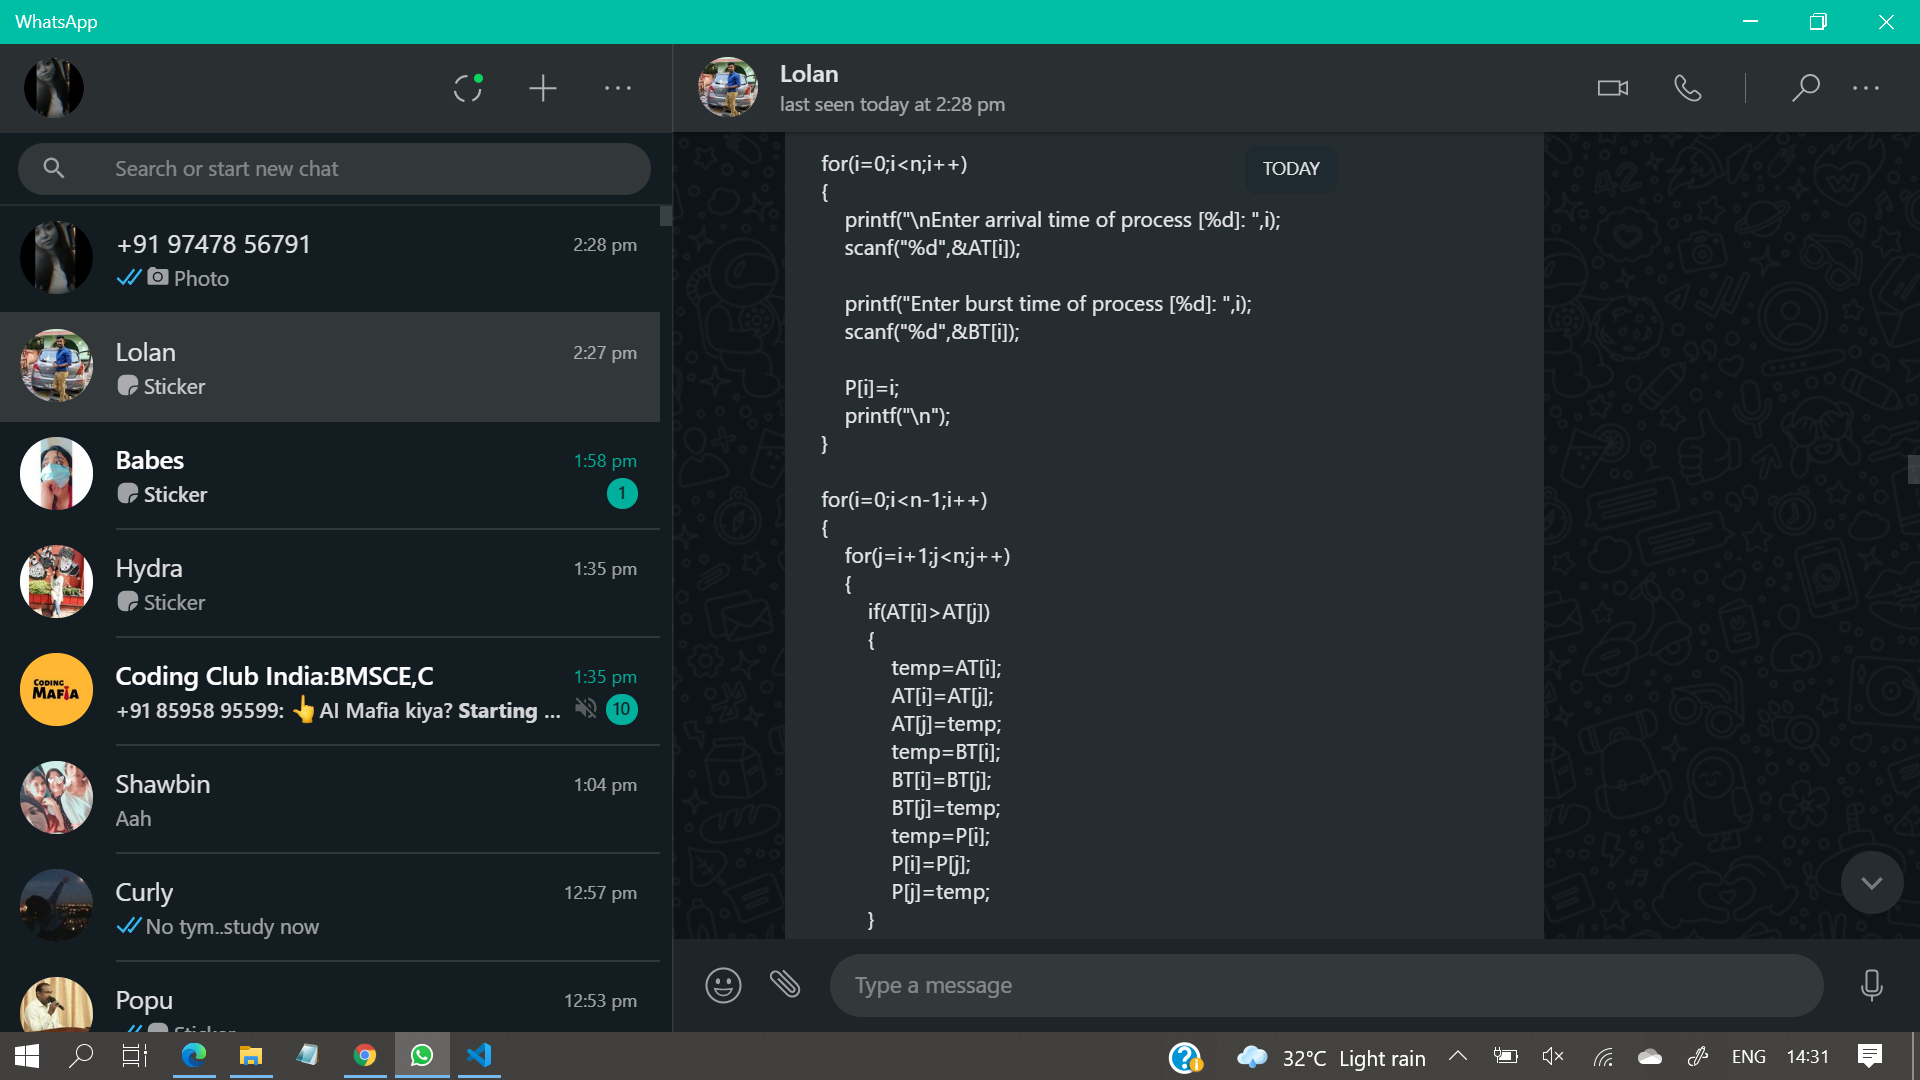 WhatsApp
Search or start new chat
+91 97478 56791
2:28 pm
Photo
Lolan
2:27 pm
Sticker
Babes
1:58 pm
Sticker
1
Hydra
1:35 pm
Sticker
CODING
MAFIA
Coding Club India:BMSCE,C
1:35 pm
+91 85958 95599: 👆AI Mafia kiya? Starting ...
10
Shawbin
1:04 pm
Aah
Curly
12:57 pm
No tym..study now
Popu
12:53 pm
Sticker
Lolan
last seen today at 2:28 pm
TODAY
for(i=0;i<n;i++)
{
printf("\nEnter arrival time of process [%d]: ",i);
scanf("%d",&AT[i]);
printf("Enter burst time of process [%d]: ",i);
scanf("%d",&BT[i]);
P[i]=i;
printf("\n");
}
for(i=0;i<n-1;i++)
{
for(j=i+1;j<n;j++)
{
if(AT[i]>AT[j])
{
temp=AT[i];
AT[i]=AT[j];
AT[j]=temp;
temp=BT[i];
BT[i]=BT[j];
BT[j]=temp;
temp=P[i];
P[i]=P[j];
P[j]=temp;
}
Type a message
32°C Light rain
ENG
14:31